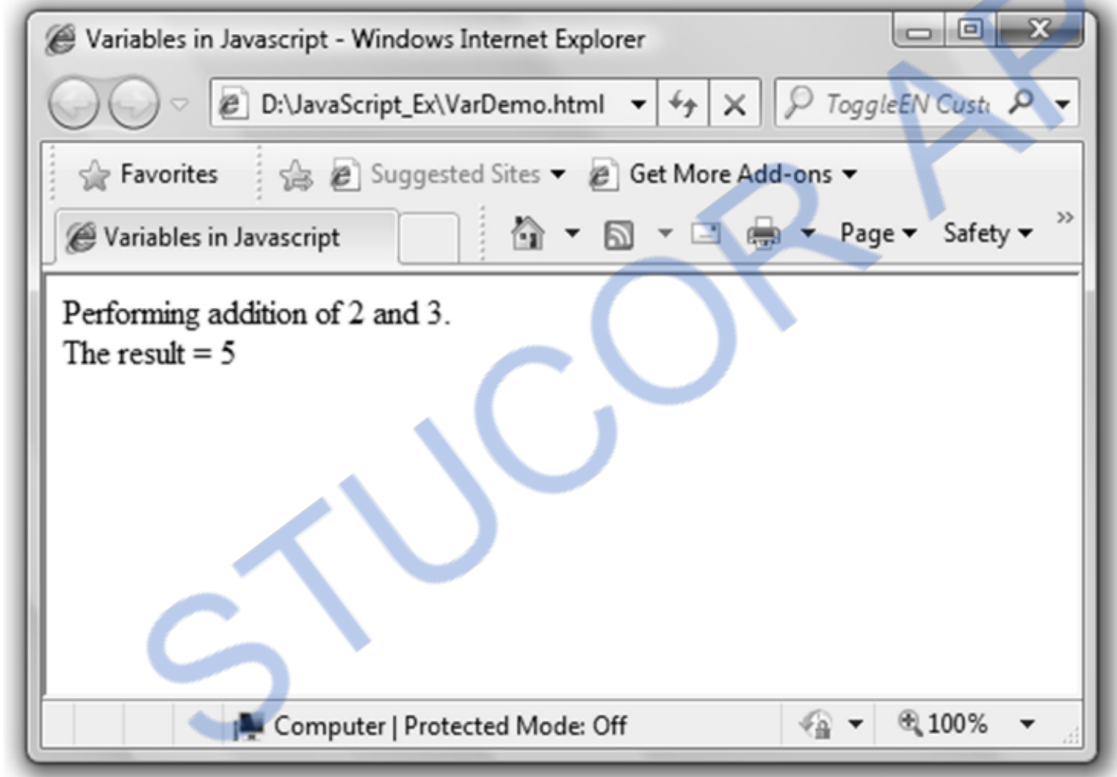 Variables in Javascript - Windows Internet Explorer
D:\JavaScript_Ex\VarDemo.html
ToggleEN Cust
Favorites Suggested Sites Get More Add-ons
Variables in Javascript Page Safety
Performing addition of 2 and 3.
The result = 5
STUCOR AP
Computer | Protected Mode: Off 100%